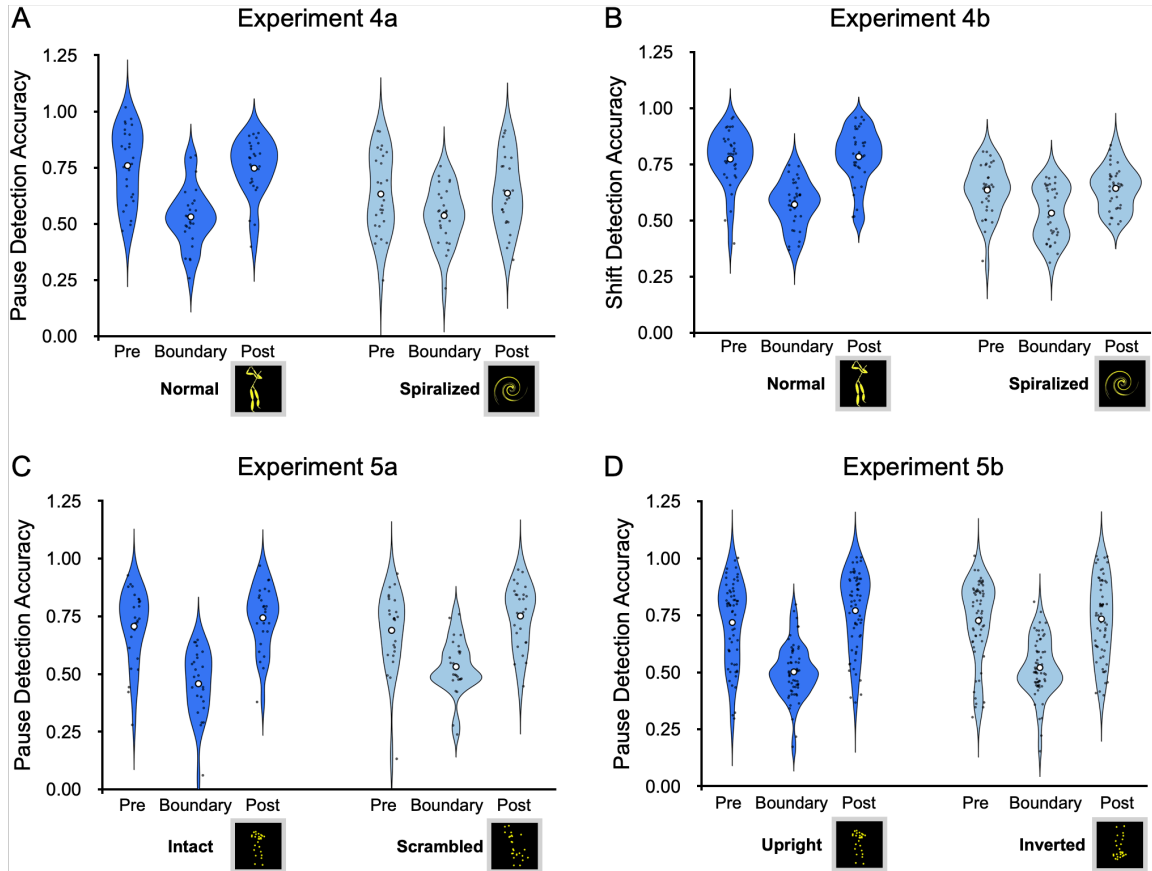 A
Experiment 4a
Pause Detection Accuracy
1.25
1.00
0.75
0.50
0.25
0.00
Pre Boundary Post Pre Boundary Post
Normal Spiralized
B
Experiment 4b
Shift Detection Accuracy
1.25
1.00
0.75
0.50
0.25
0.00
Pre Boundary Post Pre Boundary Post
Normal Spiralized
C
Experiment 5a
Pause Detection Accuracy
1.25
1.00
0.75
0.50
0.25
0.00
Pre Boundary Post Pre Boundary Post
Intact Scrambled
D
Experiment 5b
Pause Detection Accuracy
1.25
1.00
0.75
0.50
0.25
0.00
Pre Boundary Post Pre Boundary Post
Upright Inverted